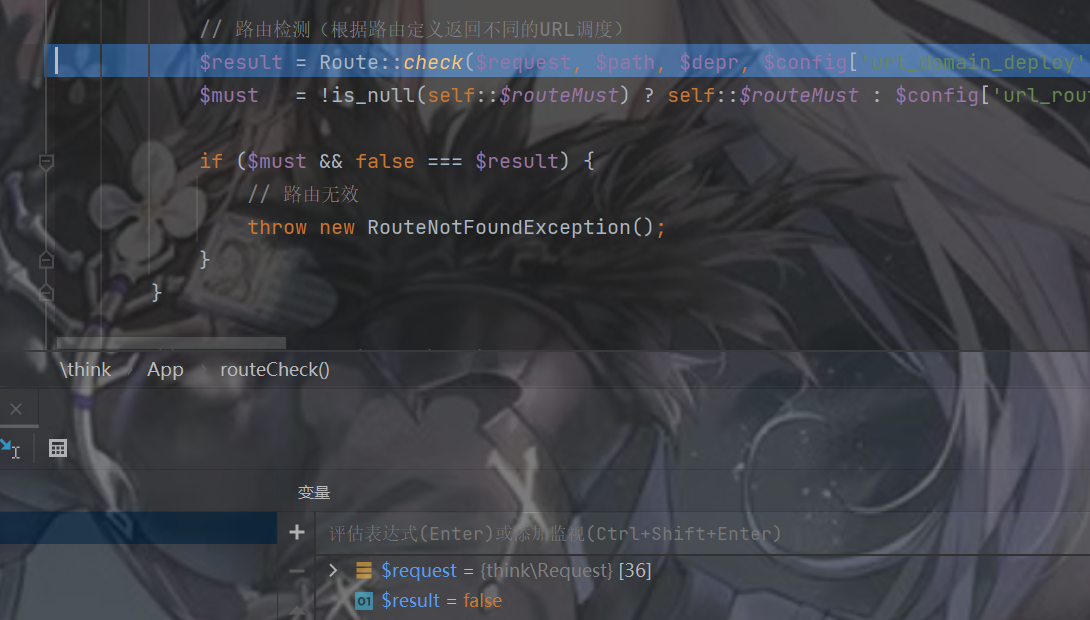 // 路由检测（根据路由定义返回不同的URL调度）
$result = Route::check($request, $path, $depr, $config['url_domain_deploy'
$must = !is_null(self::$routeMust) ? self::$routeMust : $config['url_rout
if ($must && false === $result) {
// 路由无效
throw new RouteNotFoundException();
}
}
\think App routeCheck()
变量
评估表达式(Enter)或添加监视(Ctrl+Shift+Enter)
$request = {think\Request} [36]
01 $result = false